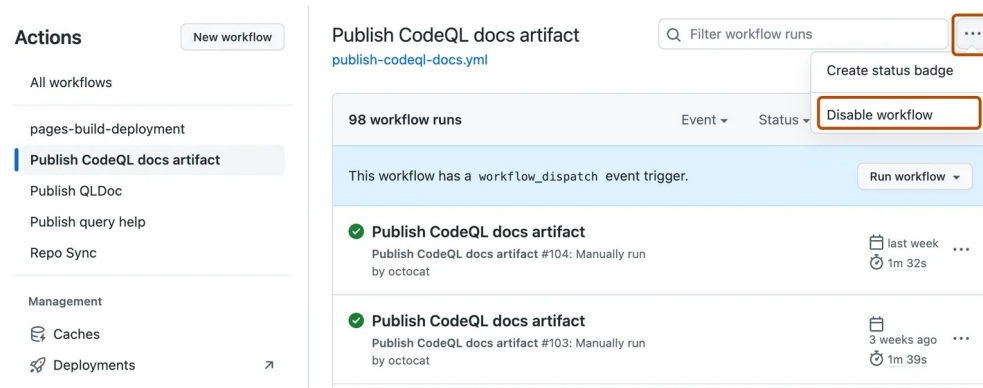 Actions
New workflow
All workflows
pages-build-deployment
Publish CodeQL docs artifact
Publish QLDoc
Publish query help
Repo Sync
Management
Caches
Deployments
Publish CodeQL docs artifact
publish-codeql-docs.yml
Filter workflow runs
Create status badge
Disable workflow
98 workflow runs
Event
Status
This workflow has a workflow_dispatch event trigger.
Run workflow
Publish CodeQL docs artifact
Publish CodeQL docs artifact #104: Manually run
by octocat
last week
1m 32s
Publish CodeQL docs artifact
Publish CodeQL docs artifact #103: Manually run
by octocat
3 weeks ago
1m 39s